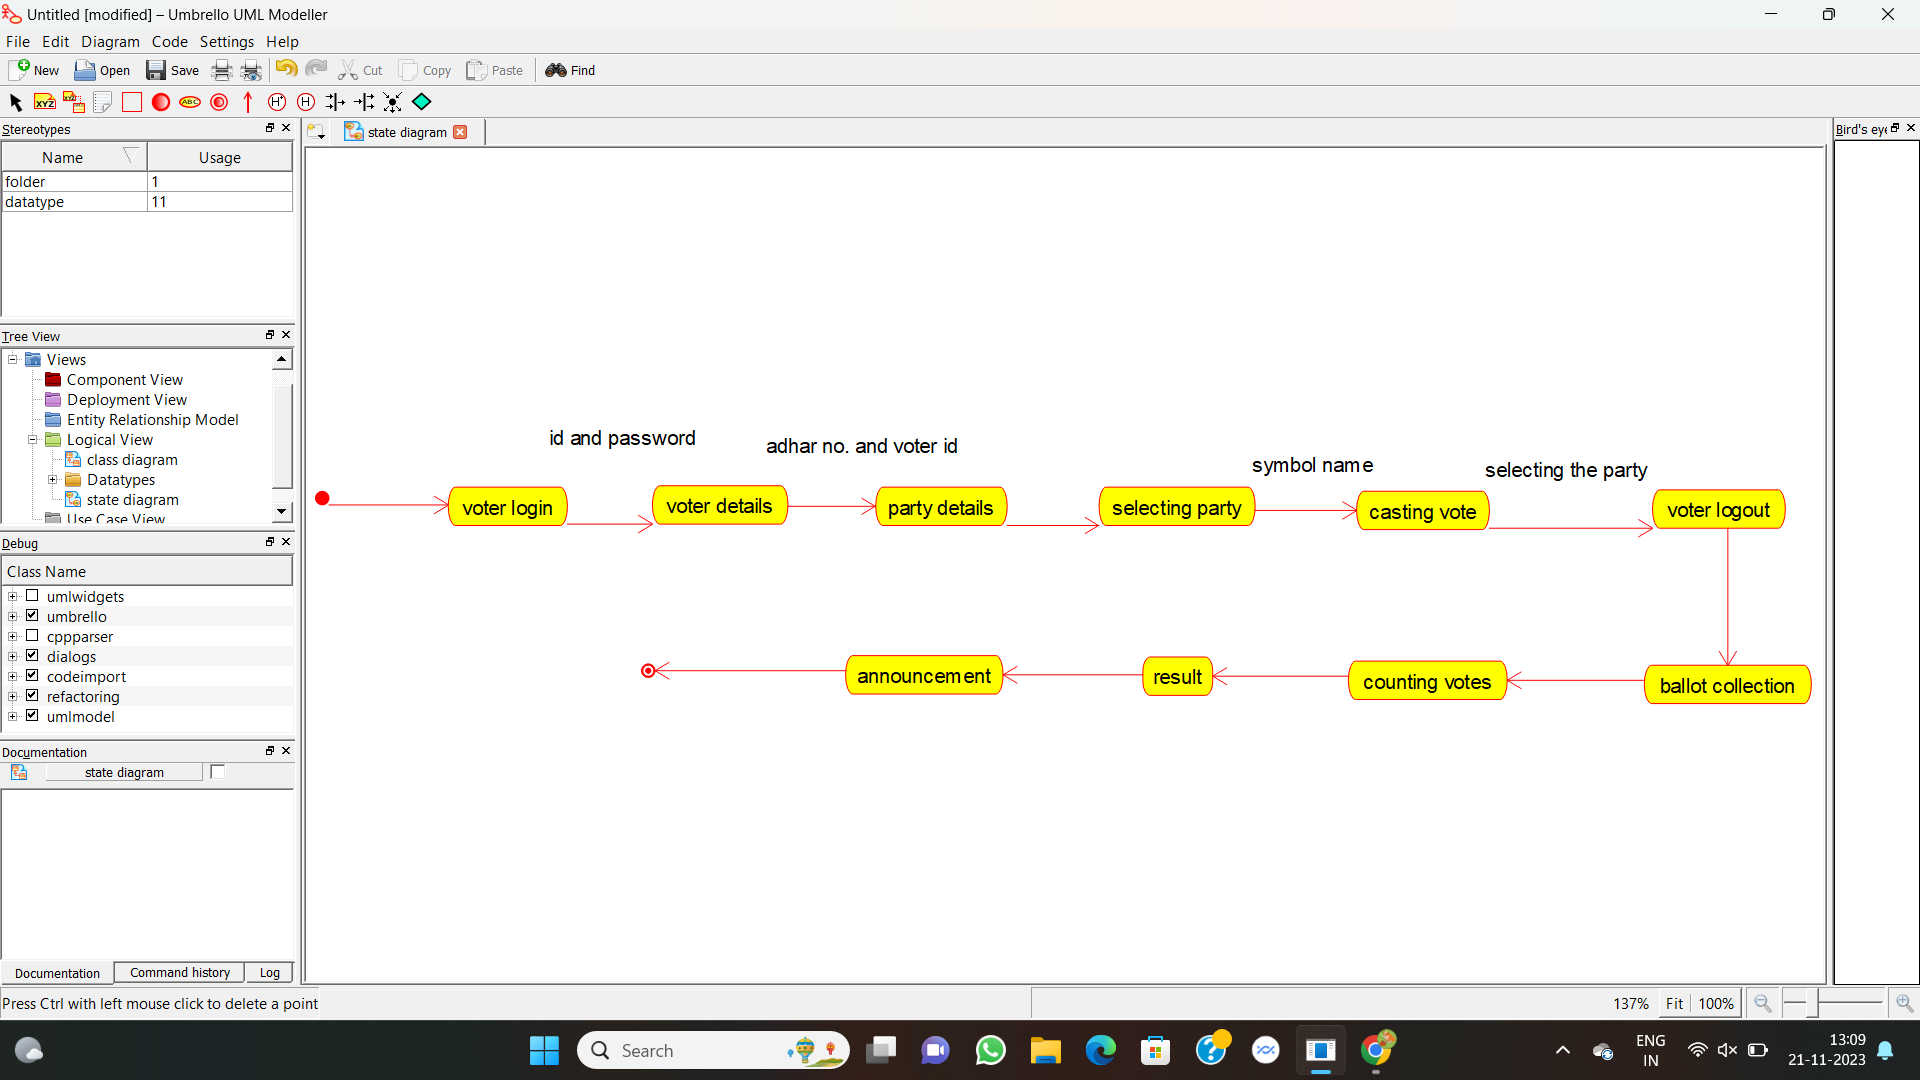 Untitled [modified] – Umbrello UML Modeller
File Edit Diagram Code Settings Help
New Open Save Cut Copy Paste Find
XYZ XYZ ABC H* H
Stereotypes
Name Usage
folder 1
datatype 11
Tree View
Views
Component View
Deployment View
Entity Relationship Model
Logical View
class diagram
Datatypes
state diagram
Use Case View
Debug
Class Name
umlwidgets
umbrello
cppparser
dialogs
codeimport
refactoring
umlmodel
Documentation
state diagram
Documentation Command history Log
Press Ctrl with left mouse click to delete a point
state diagram
id and password
adhar no. and voter id
symbol name
selecting the party
voter login
voter details
party details
selecting party
casting vote
voter logout
announcement
result
counting votes
ballot collection
Bird's eye
137% Fit 100%
Search
ENG
IN
13:09
21-11-2023